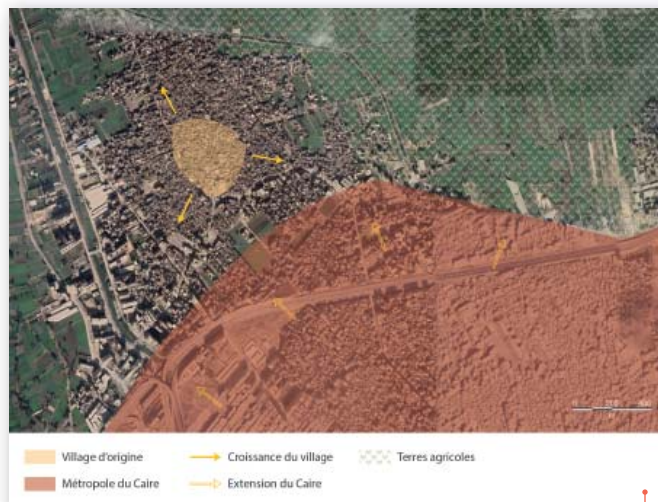 Village d'origine
Croissance du village
Terres agricoles
Métropole du Caire
Extension du Caire